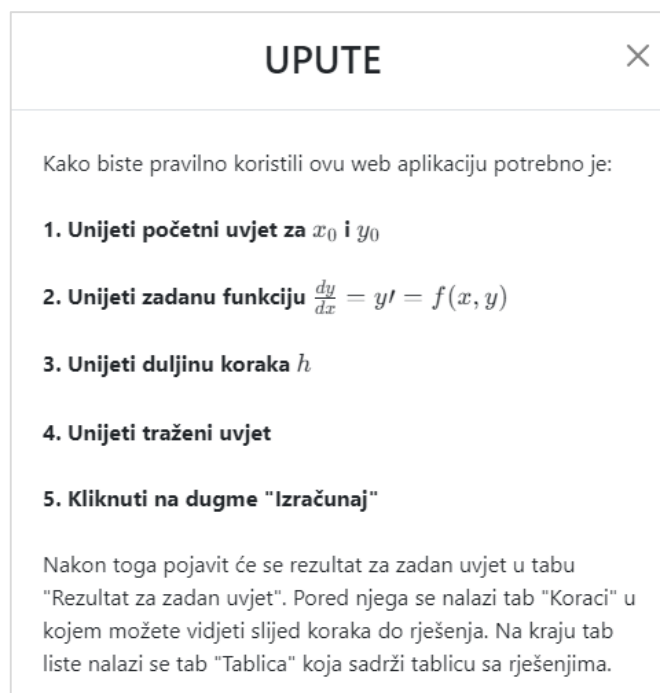 UPUTE
Kako biste pravilno koristili ovu web aplikaciju potrebno je:
1. Unijeti početni uvjet za x₀ i y₀
2. Unijeti zadanu funkciju dy/dx = y′ = f(x, y)
3. Unijeti duljinu koraka h
4. Unijeti traženi uvjet
5. Kliknuti na dugme "Izračunaj"
Nakon toga pojavit će se rezultat za zadan uvjet u tabu
"Rezultat za zadan uvjet". Pored njega se nalazi tab "Koraci" u
kojem možete vidjeti slijed koraka do rješenja. Na kraju tab
liste nalazi se tab "Tablica" koja sadrži tablicu sa rješenjima.